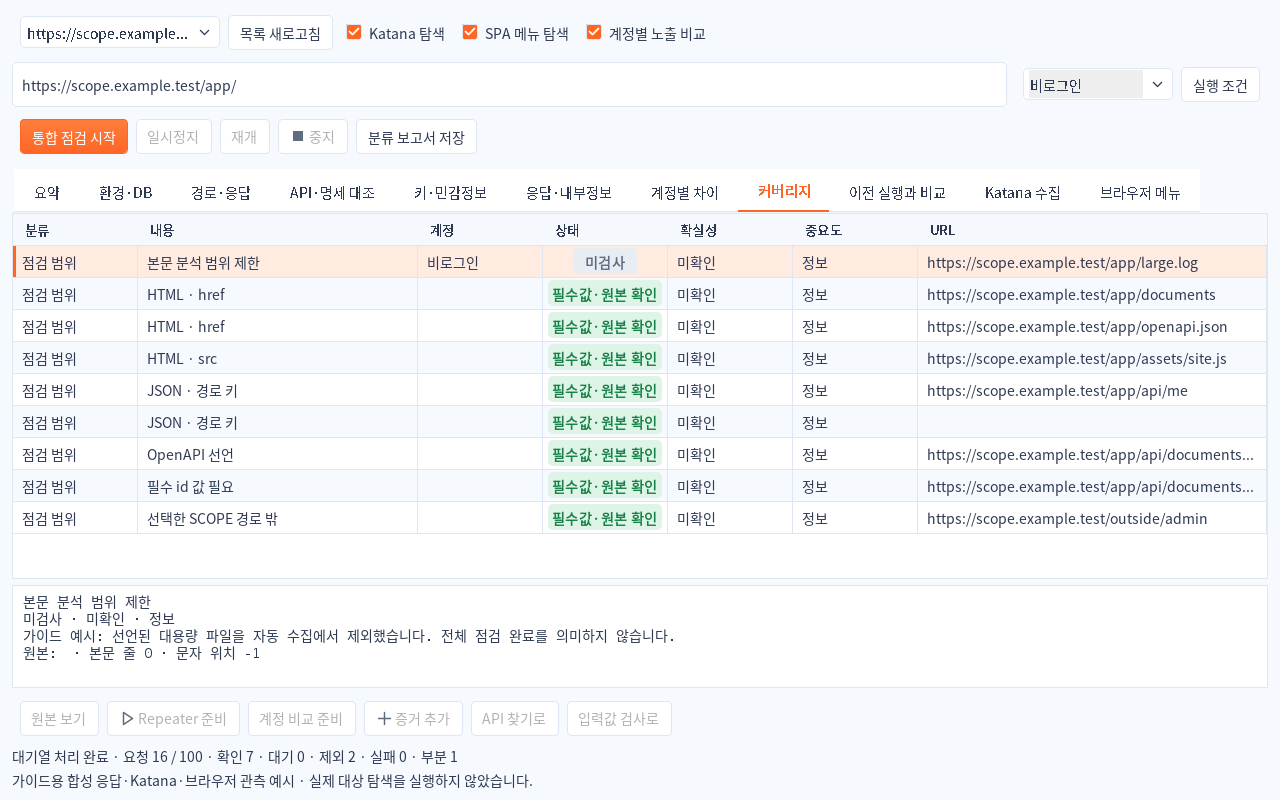 https://scope.example... 목록 새로고침 Katana 탐색 SPA 메뉴 탐색 계정별 노출 비교
https://scope.example.test/app/ 비로그인 실행 조건
통합 점검 시작 일시정지 재개 중지 분류 보고서 저장
요약 환경·DB 경로·응답 API·명세 대조 키·민감정보 응답·내부정보 계정별 차이 커버리지 이전 실행과 비교 Katana 수집 브라우저 메뉴
분류 내용 계정 상태 확실성 중요도 URL
점검 범위 본문 분석 범위 제한 비로그인 미검사 미확인 정보 https://scope.example.test/app/large.log
점검 범위 HTML · href 필수값·원본 확인 미확인 정보 https://scope.example.test/app/documents
점검 범위 HTML · href 필수값·원본 확인 미확인 정보 https://scope.example.test/app/openapi.json
점검 범위 HTML · src 필수값·원본 확인 미확인 정보 https://scope.example.test/app/assets/site.js
점검 범위 JSON · 경로 키 필수값·원본 확인 미확인 정보 https://scope.example.test/app/api/me
점검 범위 JSON · 경로 키 필수값·원본 확인 미확인 정보
점검 범위 OpenAPI 선언 필수값·원본 확인 미확인 정보 https://scope.example.test/app/api/documents...
점검 범위 필수 id 값 필요 필수값·원본 확인 미확인 정보 https://scope.example.test/app/api/documents...
점검 범위 선택한 SCOPE 경로 밖 필수값·원본 확인 미확인 정보 https://scope.example.test/outside/admin
본문 분석 범위 제한
미검사 · 미확인 · 정보
가이드 예시: 선언된 대용량 파일을 자동 수집에서 제외했습니다. 전체 점검 완료를 의미하지 않습니다.
원본: · 본문 줄 0 · 문자 위치 -1
원본 보기 Repeater 준비 계정 비교 준비 증거 추가 API 찾기로 입력값 검사로
대기열 처리 완료 · 요청 16 / 100 · 확인 7 · 대기 0 · 제외 2 · 실패 0 · 부분 1
가이드용 합성 응답·Katana·브라우저 관측 예시 · 실제 대상 탐색을 실행하지 않았습니다.